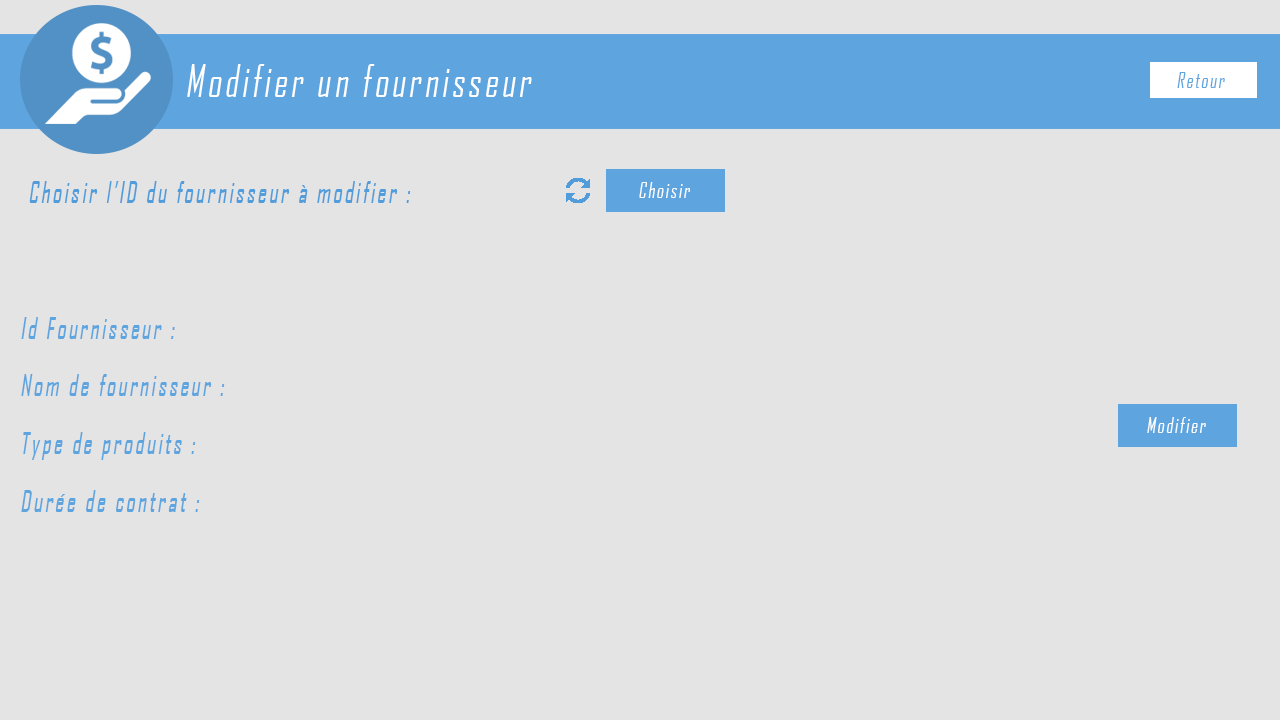 $
Modifier un fournisseur
Retour
Choisir l'ID du fournisseur à modifier :
Choisir
Id Fournisseur :
Nom de fournisseur :
Type de produits :
Modifier
Durée de contrat :